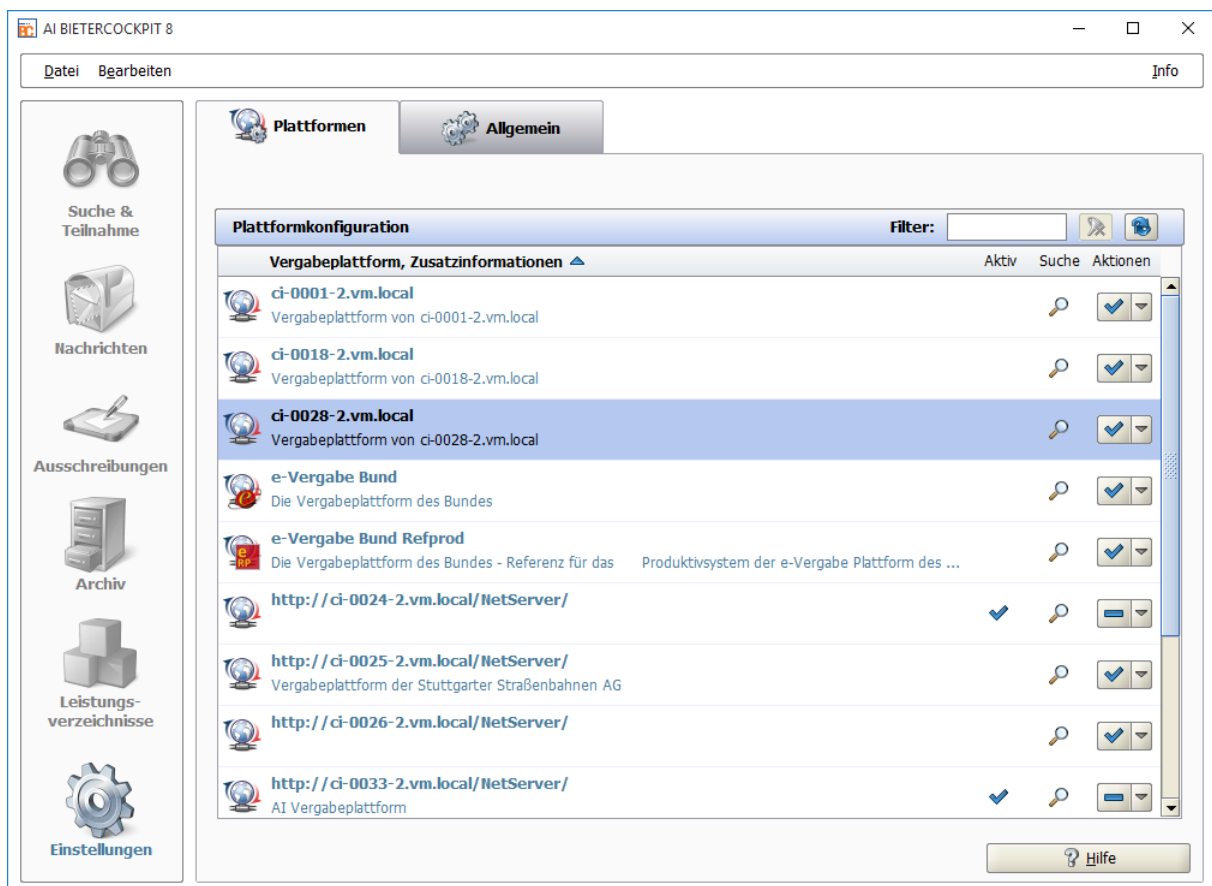 AI BIETERCOCKPIT 8
Datei Bearbeiten Info
Plattformen Allgemein
Suche &
Teilnahme
Nachrichten
Ausschreibungen
Archiv
Leistungs-
verzeichnisse
Einstellungen
Plattformkonfiguration Filter:
Vergabeplattform, Zusatzinformationen Aktiv Suche Aktionen
ci-0001-2.vm.local
Vergabeplattform von ci-0001-2.vm.local
ci-0018-2.vm.local
Vergabeplattform von ci-0018-2.vm.local
ci-0028-2.vm.local
Vergabeplattform von ci-0028-2.vm.local
e-Vergabe Bund
Die Vergabeplattform des Bundes
e-Vergabe Bund Refprod
Die Vergabeplattform des Bundes - Referenz für das Produktivsystem der e-Vergabe Plattform des ...
http://ci-0024-2.vm.local/NetServer/
http://ci-0025-2.vm.local/NetServer/
Vergabeplattform der Stuttgarter Straßenbahnen AG
http://ci-0026-2.vm.local/NetServer/
http://ci-0033-2.vm.local/NetServer/
AI Vergabeplattform
Hilfe